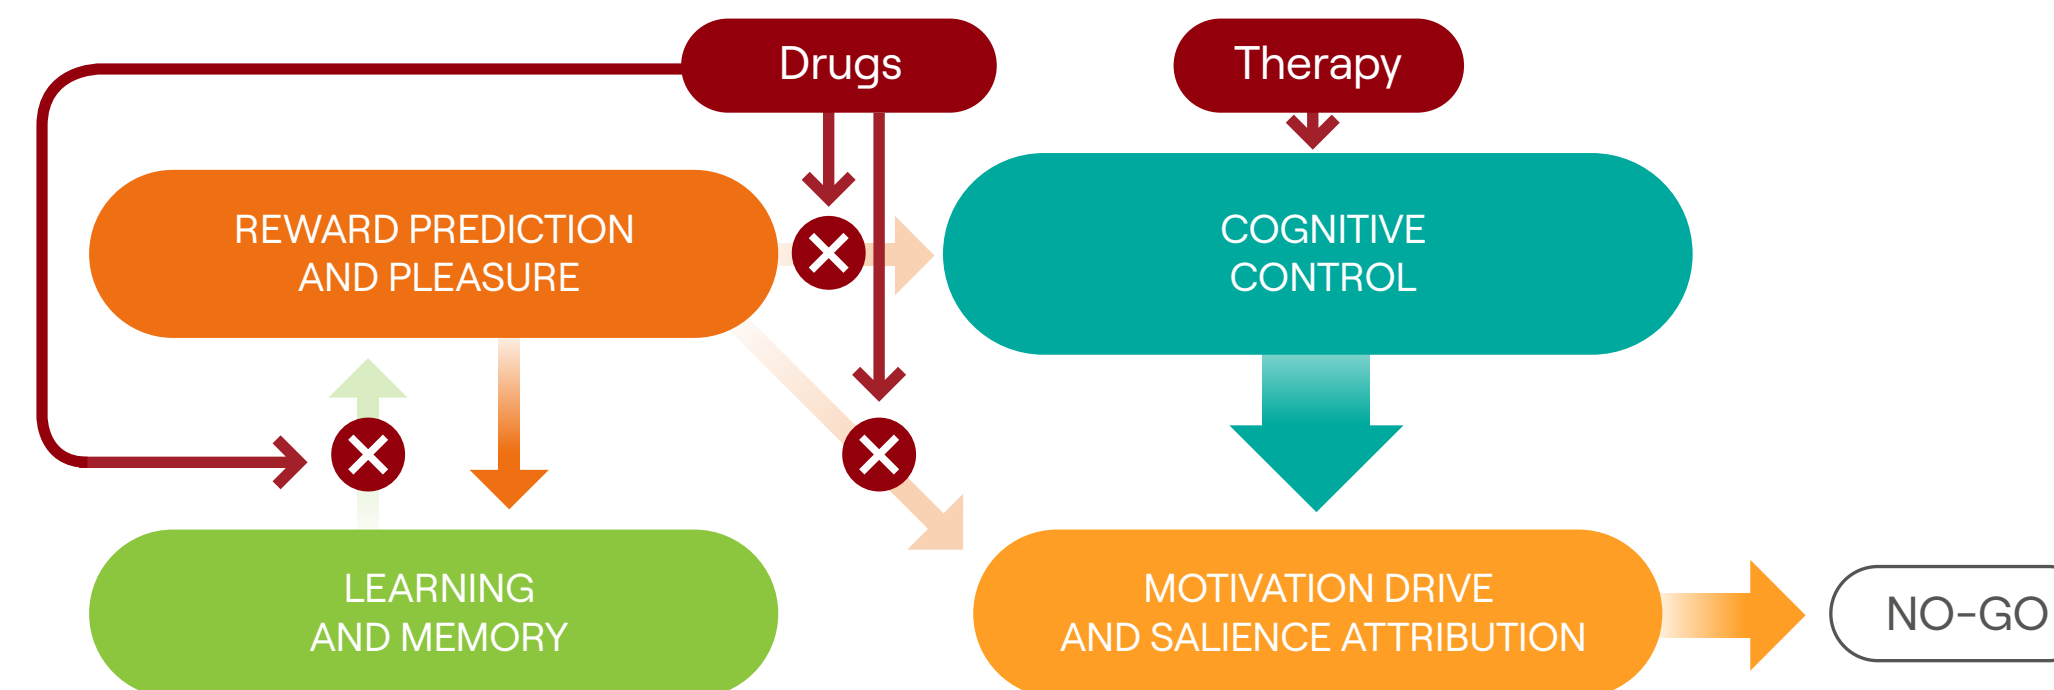 Drugs
Therapy
REWARD PREDICTION
AND PLEASURE
COGNITIVE
CONTROL
LEARNING
AND MEMORY
MOTIVATION DRIVE
AND SALIENCE ATTRIBUTION
NO-GO